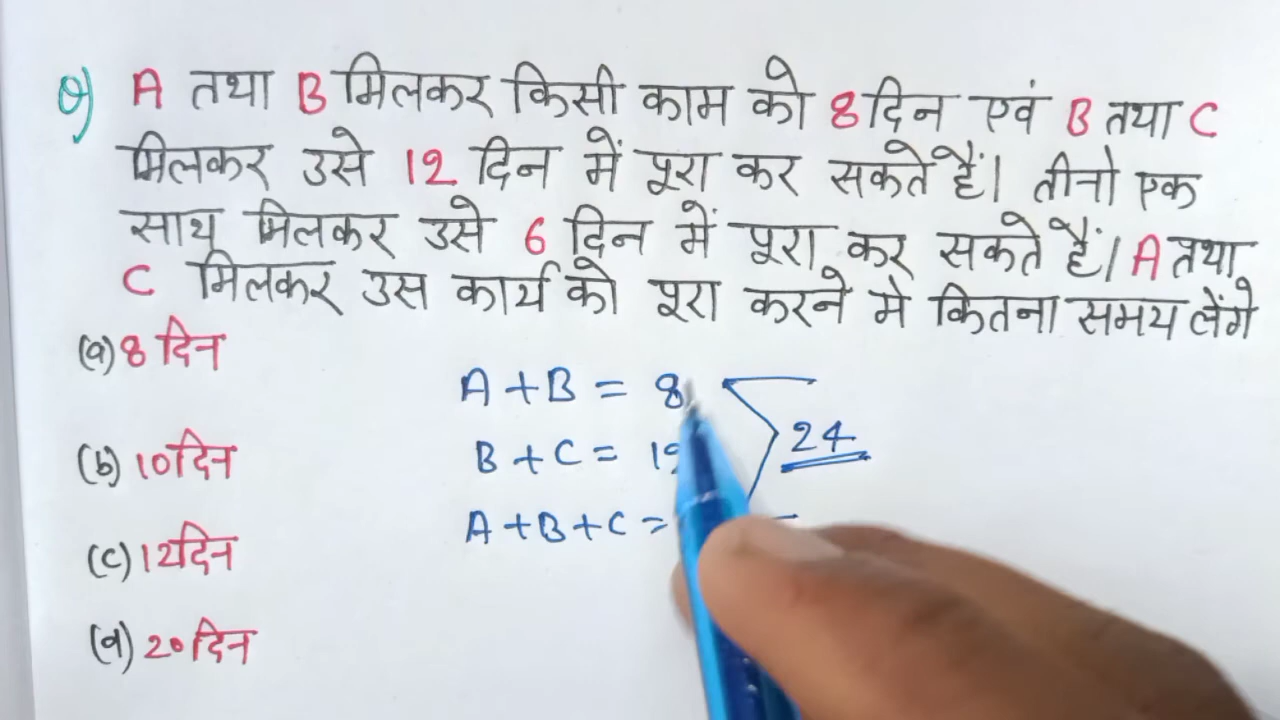 Q) A तथा B मिलकर किसी काम को 8 दिन एवं B तथा C
मिलकर उसे 12 दिन में पूरा कर सकते हैं। तीनो एक
साथ मिलकर उसे 6 दिन में पूरा कर सकते हैं। A तथा
C मिलकर उस कार्य को पूरा करने मे कितना समय लेंगे
(a) 8 दिन
(b) 10 दिन
(c) 12 दिन
(d) 20 दिन
A + B = 8
B + C =
A + B + C =
24